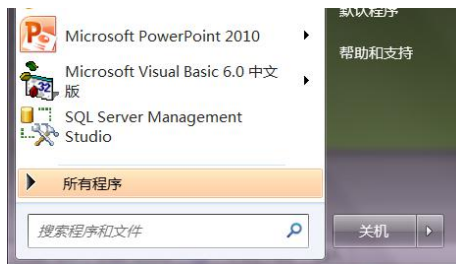 Microsoft PowerPoint 2010
Microsoft Visual Basic 6.0 中文
版
SQL Server Management
Studio
所有程序
搜索程序和文件
默认程序
帮助和支持
关机